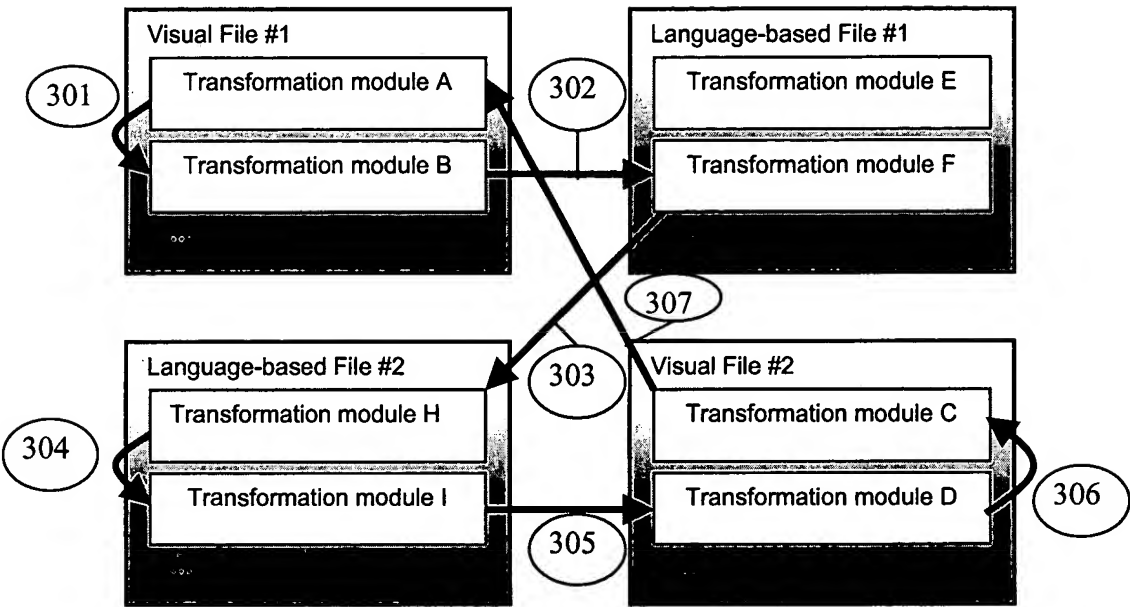 Visual File #1
Transformation module A
Transformation module B
...
301
302
Language-based File #1
Transformation module E
Transformation module F
307
303
Language-based File #2
Transformation module H
Transformation module I
...
304
305
Visual File #2
Transformation module C
Transformation module D
306